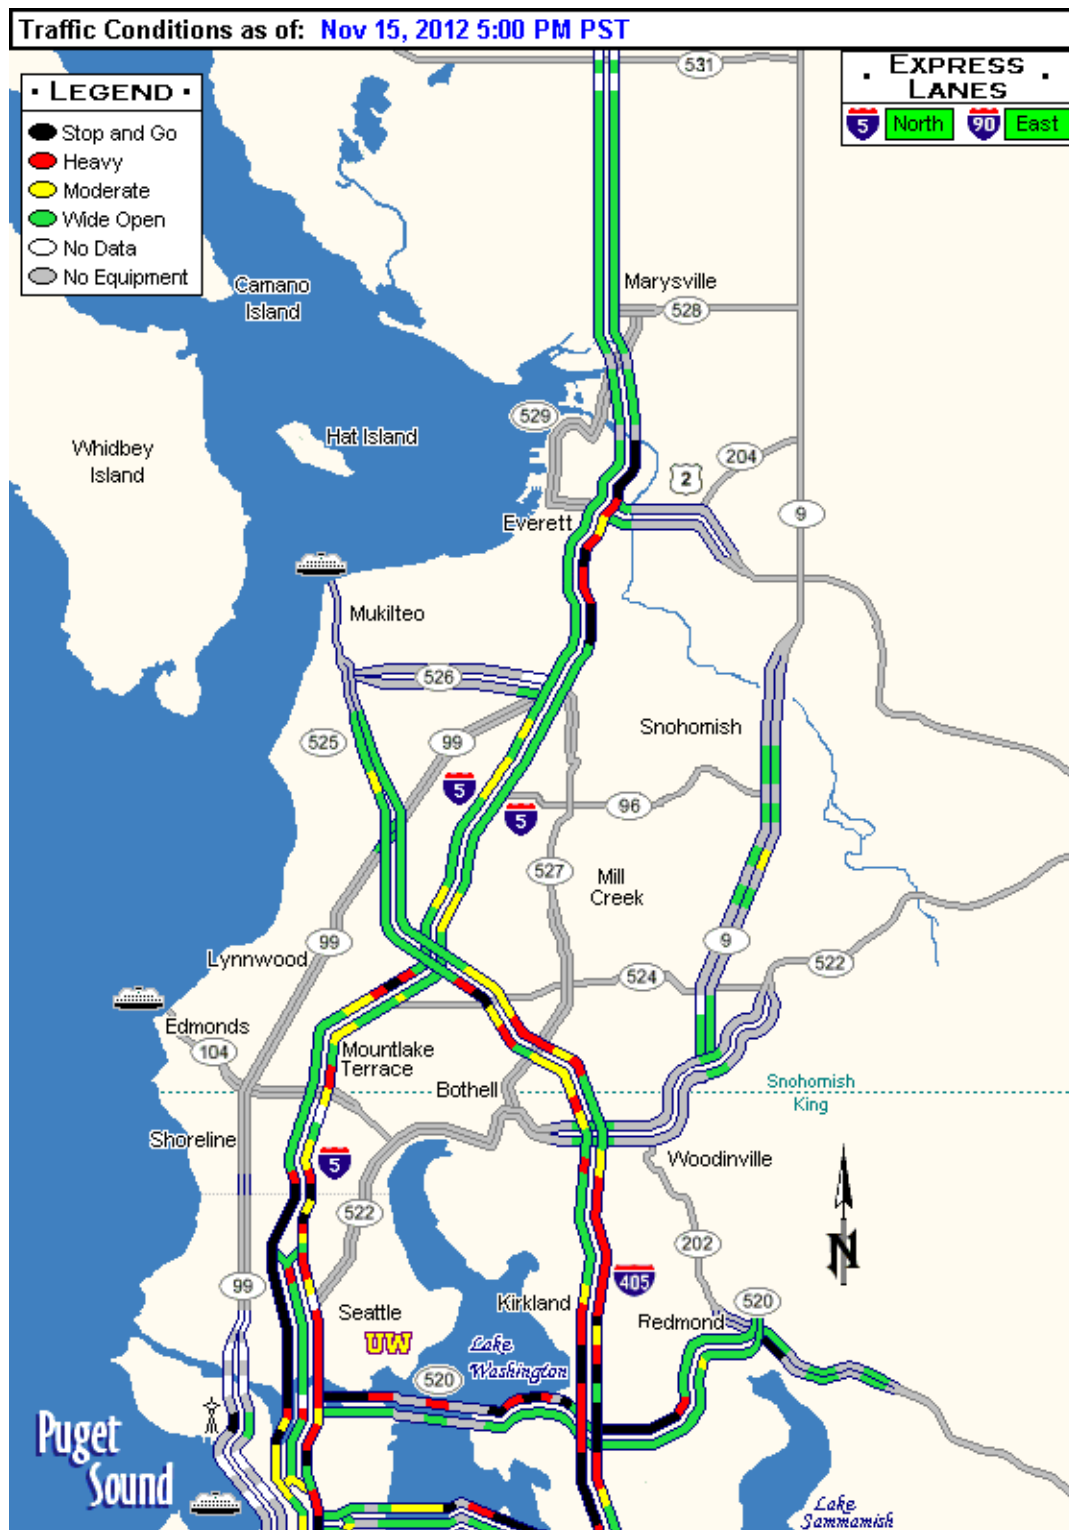 Traffic Conditions as of: Nov 15, 2012 5:00 PM PST
· LEGEND ·
Stop and Go
Heavy
Moderate
Wide Open
No Data
No Equipment
· EXPRESS LANES ·
5 North 90 East
531
Camano
Island
Marysville
528
529
Hat Island
Whidbey
Island
204
2
9
Everett
Mukilteo
526
525
99
Snohomish
5
5
96
527
Mill
Creek
99
9
Lynnwood
522
524
Edmonds
104
Mountlake
Terrace
Bothell
Snohomish
King
Shoreline
5
Woodinville
522
202
N
99
405
Kirkland
520
Seattle
Redmond
UW
Lake
Washington
520
Puget
Sound
Lake
Sammamish